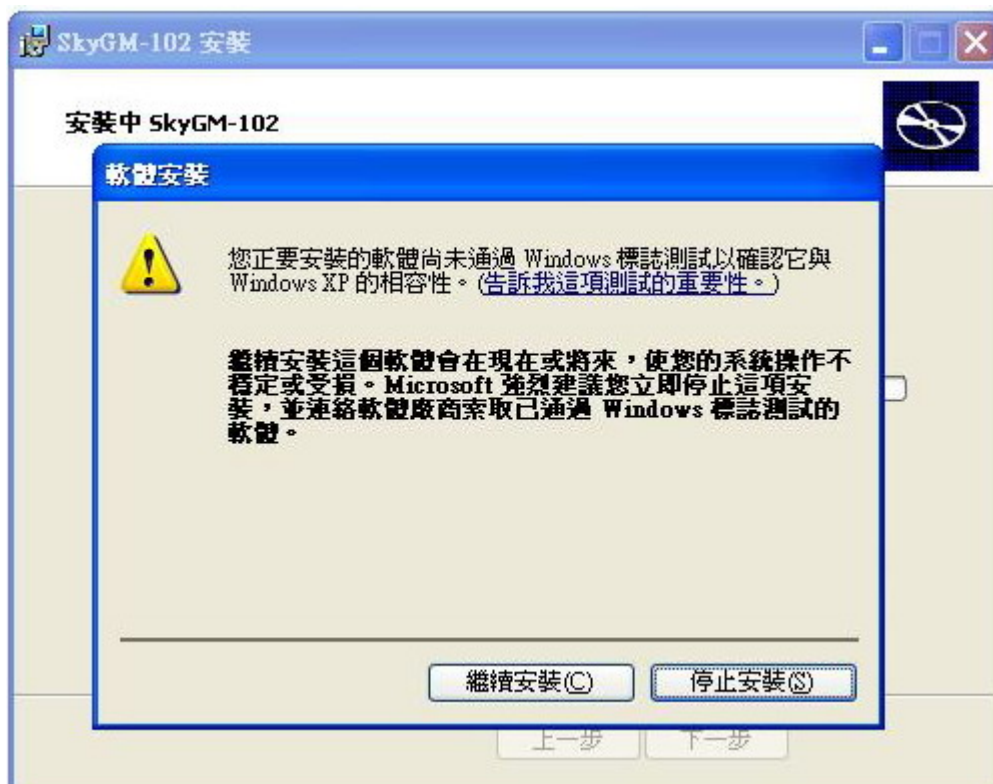 SkyGM-102 安裝
安裝中 SkyGM-102
軟體安裝
您正要安裝的軟體尚未通過 Windows 標誌測試以確認它與
Windows XP 的相容性。(告訴我這項測試的重要性。)
繼續安裝這個軟體會在現在或將來，使您的系統操作不
穩定或受損。Microsoft 強烈建議您立即停止這項安
裝，並連絡軟體廠商索取已通過 Windows 標誌測試的
軟體。
繼續安裝(C)
停止安裝(S)
上一步
下一步